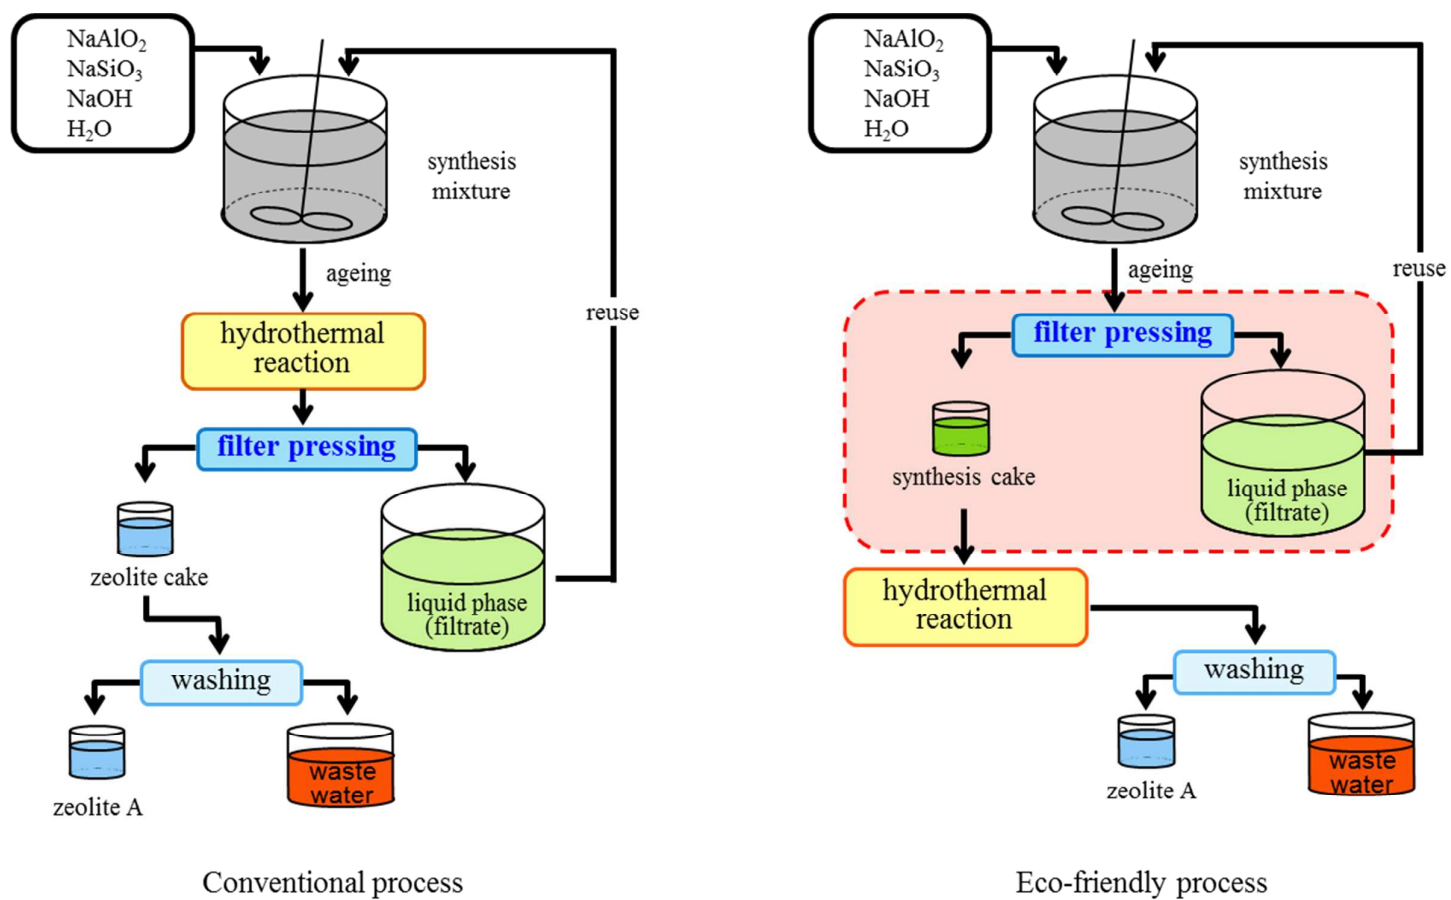 NaAlO₂
NaSiO₃
NaOH
H₂O
synthesis
mixture
ageing
hydrothermal
reaction
reuse
filter pressing
zeolite cake
liquid phase
(filtrate)
washing
zeolite A
waste
water
Conventional process
NaAlO₂
NaSiO₃
NaOH
H₂O
synthesis
mixture
ageing
reuse
filter pressing
synthesis cake
liquid phase
(filtrate)
hydrothermal
reaction
washing
zeolite A
waste
water
Eco-friendly process